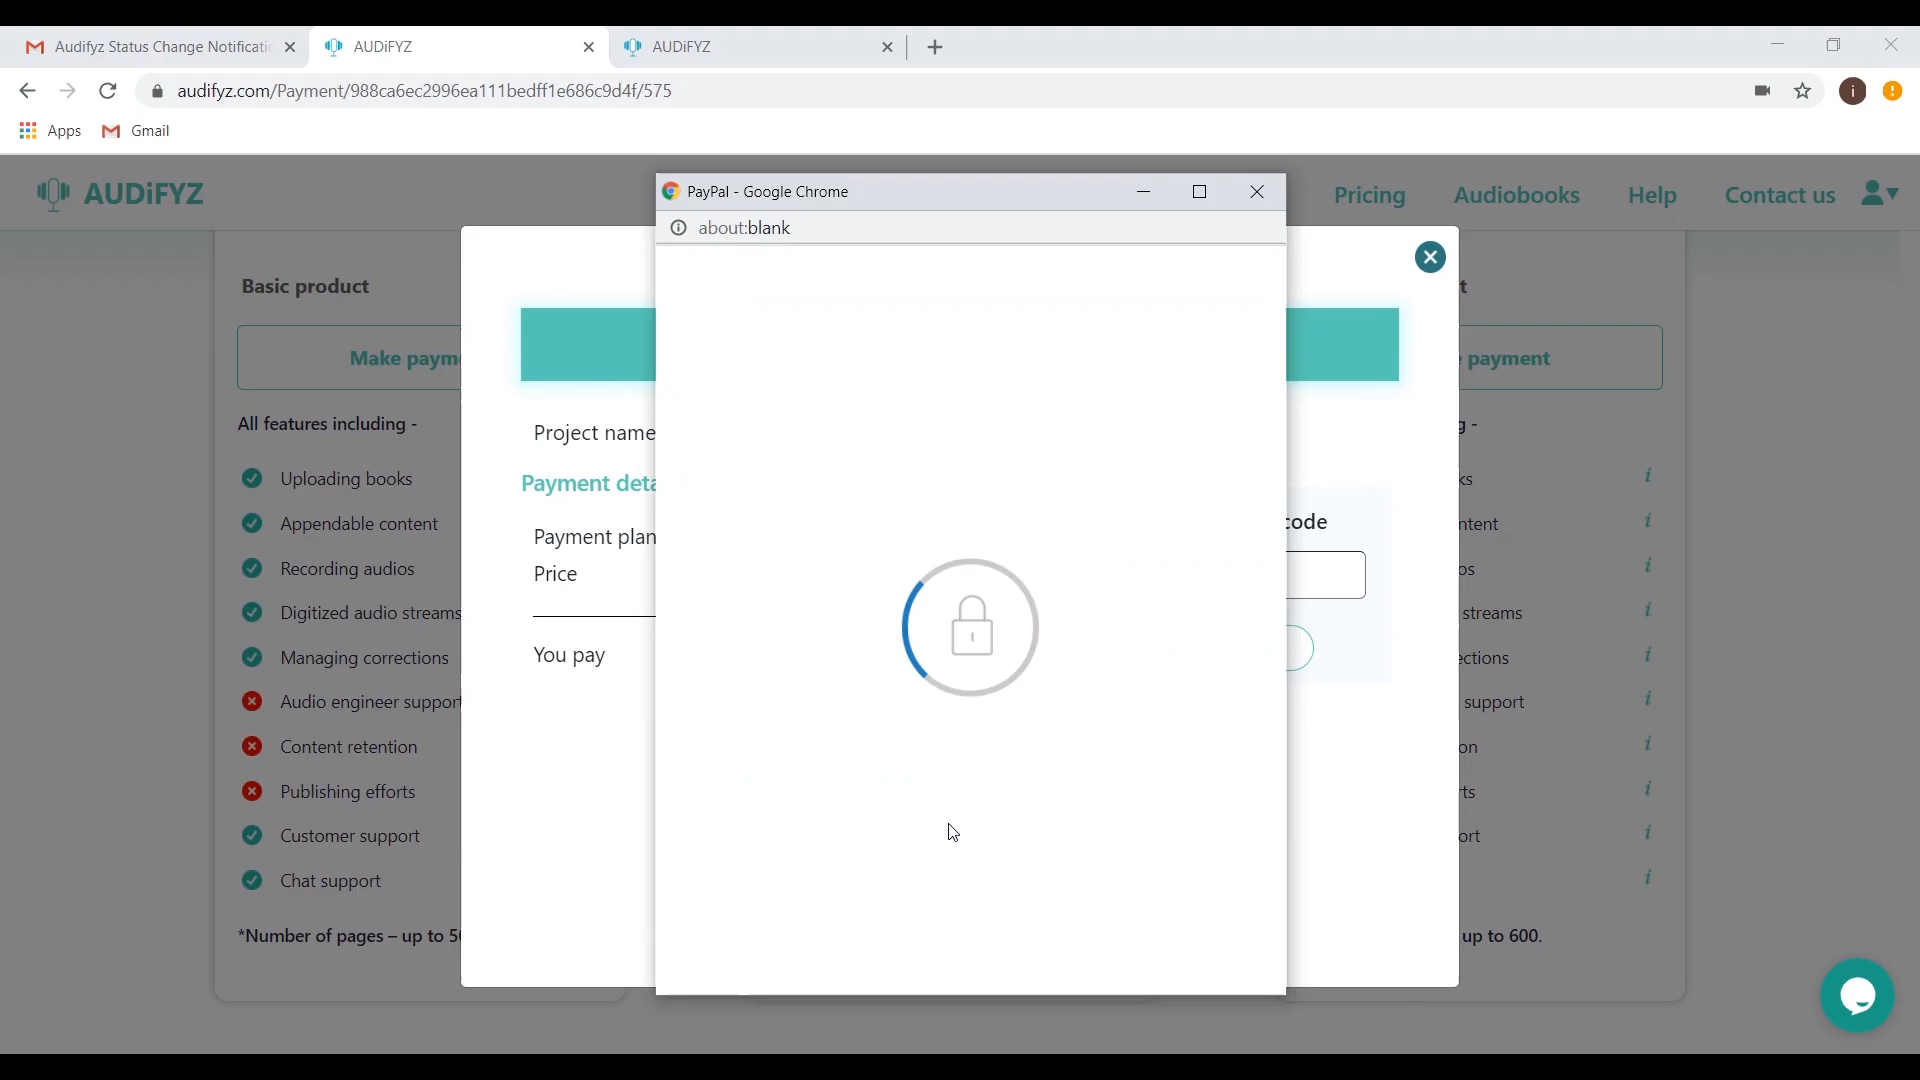 Audifyz Status Change Notificati
AUDiFYZ
AUDiFYZ
audifyz.com/Payment/988ca6ec2996ea111bedff1e686c9d4f/575
i
Apps
Gmail
AUDiFYZ
Pricing
Audiobooks
Help
Contact us
PayPal - Google Chrome
about:blank
Basic product
t
Make payme
payment
All features including -
g -
Project name
Payment deta
Payment plan
Price
You pay
code
Uploading books
Appendable content
Recording audios
Digitized audio streams
Managing corrections
Audio engineer support
Content retention
Publishing efforts
Customer support
Chat support
*Number of pages – up to 50
ks
i
ntent
i
os
i
streams
i
ections
i
support
i
on
i
rts
i
ort
i
i
up to 600.